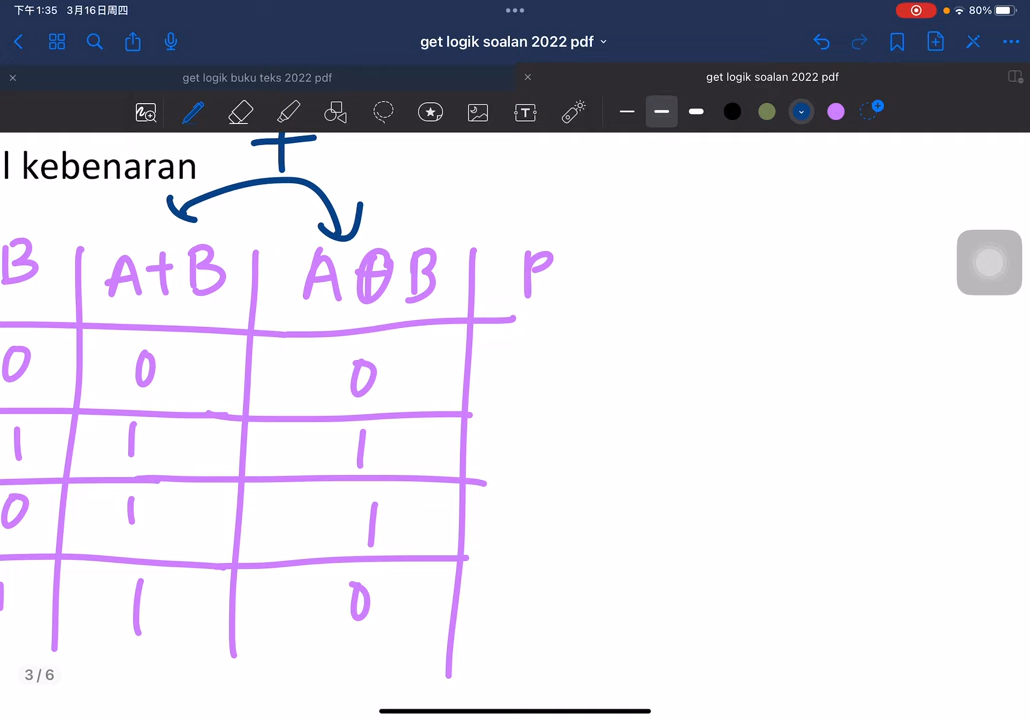 下午1:35 3月16日周四
80%
get logik soalan 2022 pdf
get logik buku teks 2022 pdf
get logik soalan 2022 pdf
l kebenaran
+
B A+B A⊕B P
0 0 0
1 1 1
0 1 1
1 1 0
3 / 6